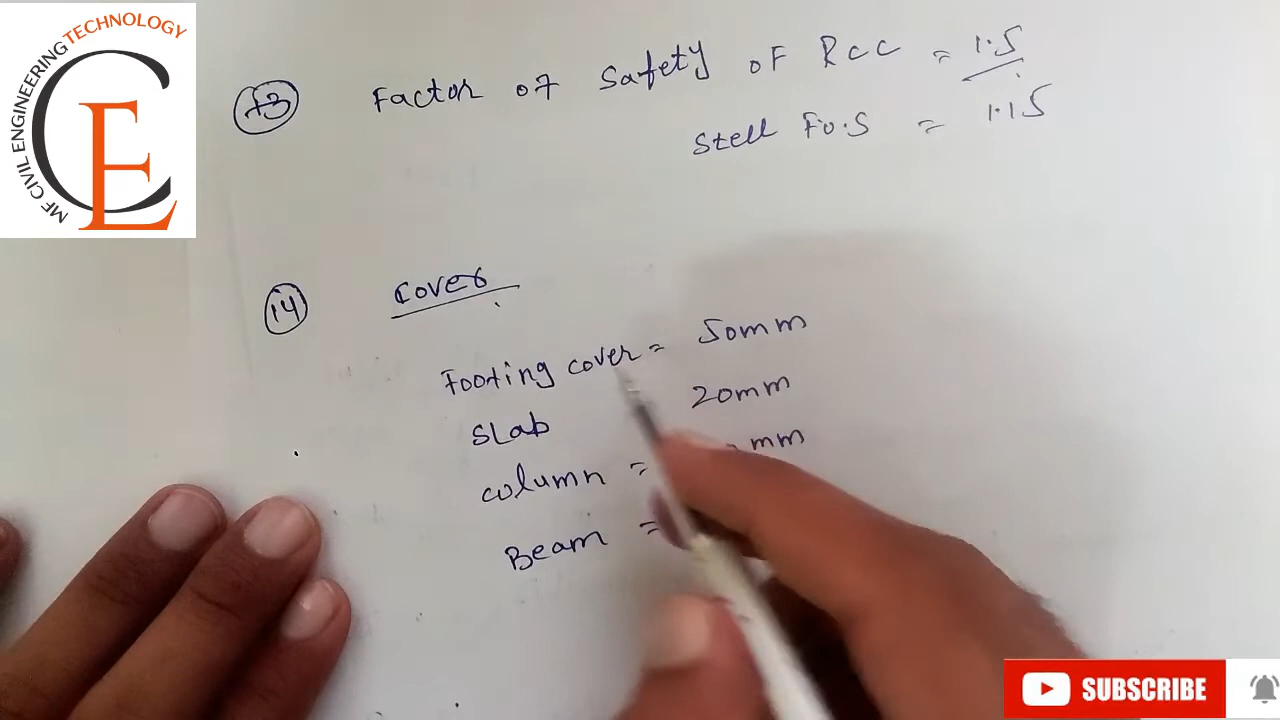 MF CIVIL ENGINEERING TECHNOLOGY
CE
13 Factor of Safety of RCC = 1.5
Stell F.O.S = 1.15
14 cover
Footing cover = 50mm
SLab 20mm
column = mm
Beam =
SUBSCRIBE